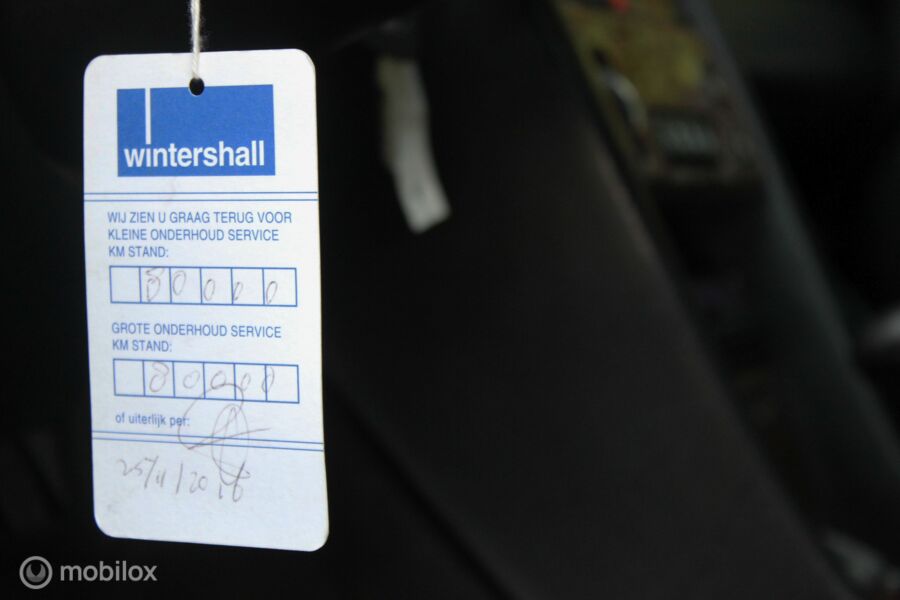 wintershall
WIJ ZIEN U GRAAG TERUG VOOR
KLEINE ONDERHOUD SERVICE
KM STAND:
80000
GROTE ONDERHOUD SERVICE
KM STAND:
80000
of uiterlijk per:
25/11/2016
mobilox